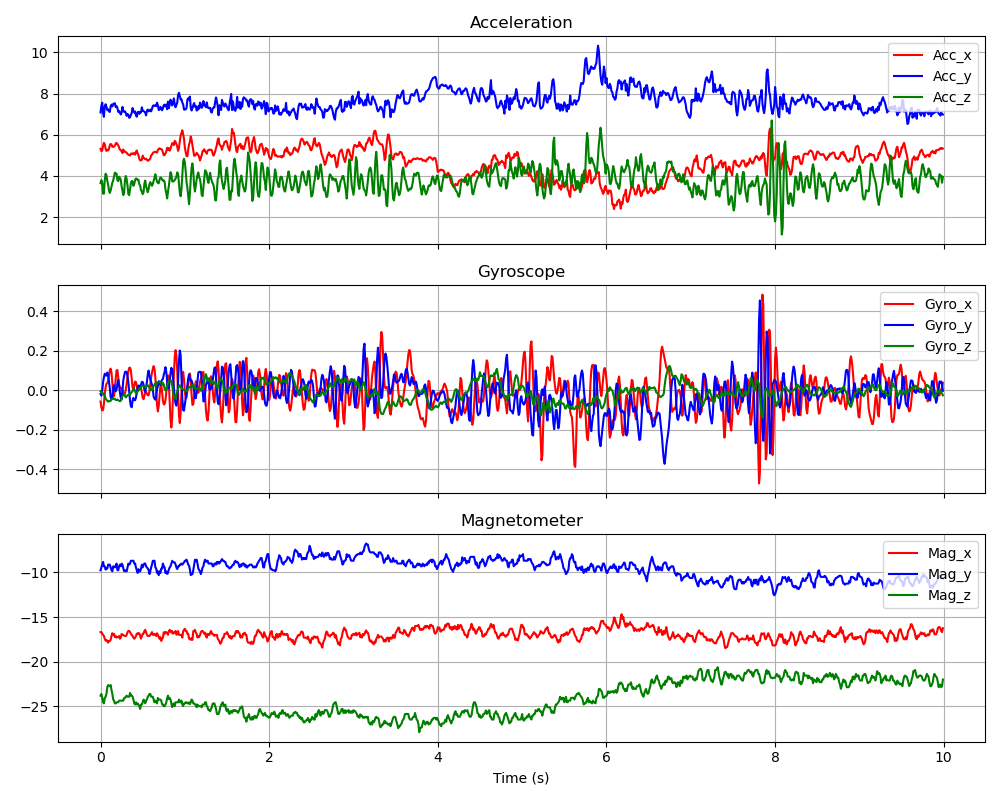 Acceleration
10
8
6
4
2
Acc_x
Acc_y
Acc_z
Gyroscope
0.4
0.2
0.0
−0.2
−0.4
Gyro_x
Gyro_y
Gyro_z
Magnetometer
−10
−15
−20
−25
Mag_x
Mag_y
Mag_z
0 2 4 6 8 10
Time (s)